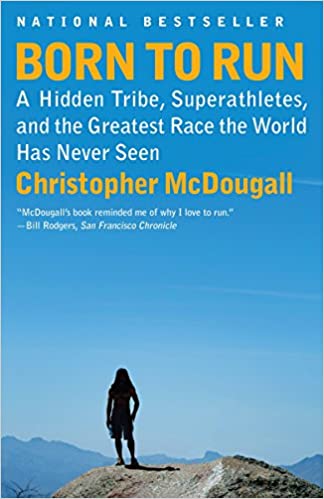 NATIONAL BESTSELLER
BORN TO RUN
A Hidden Tribe, Superathletes,
and the Greatest Race the World
Has Never Seen
Christopher McDougall
“McDougall’s book reminded me of why I love to run.”
—Bill Rodgers, San Francisco Chronicle